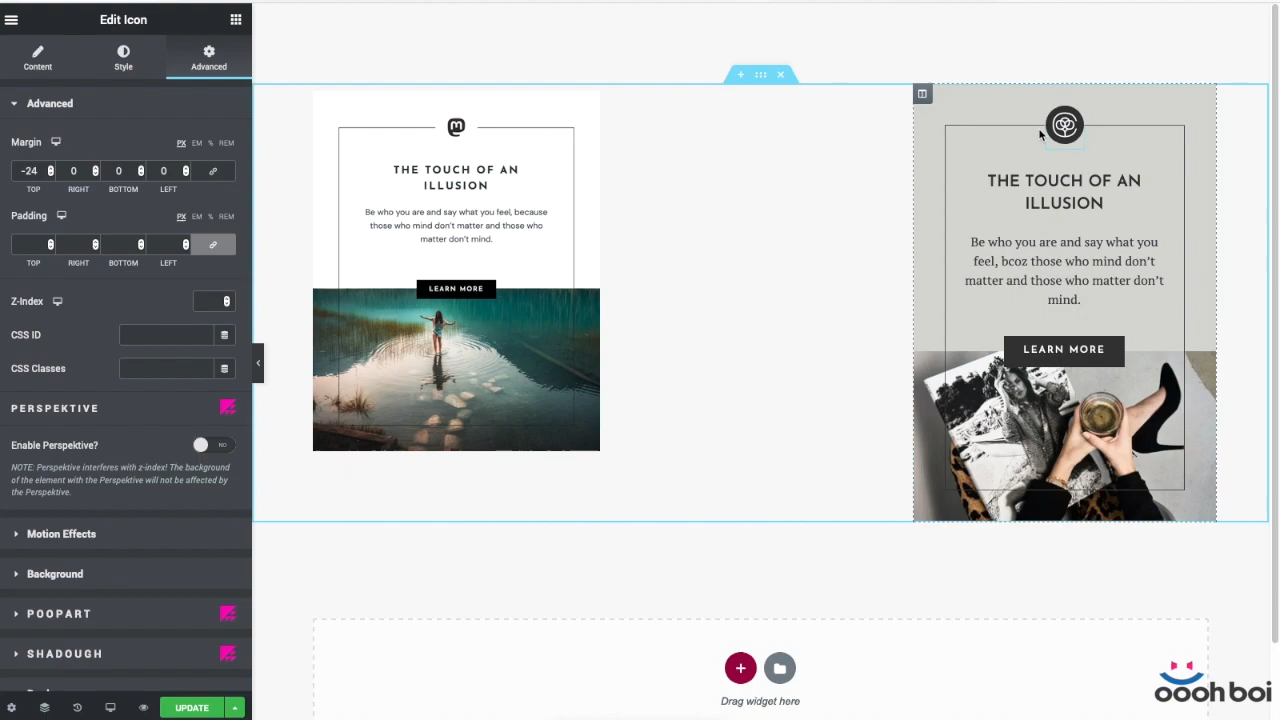 Edit Icon
Content
Style
Advanced
Advanced
Margin
PX EM % REM
-24 0 0 0
TOP RIGHT BOTTOM LEFT
Padding
PX EM % REM
TOP RIGHT BOTTOM LEFT
Z-Index
CSS ID
CSS Classes
PERSPEKTIVE
Enable Perspektive?
NO
NOTE: Perspektive interferes with z-index! The background
of the element with the Perspektive will not be affected by
the Perspektive.
Motion Effects
Background
POOPART
SHADOUGH
UPDATE
THE TOUCH OF AN
ILLUSION
Be who you are and say what you feel, because
those who mind don't matter and those who
matter don't mind.
LEARN MORE
THE TOUCH OF AN
ILLUSION
Be who you are and say what you
feel, bcoz those who mind don't
matter and those who matter don't
mind.
LEARN MORE
Drag widget here
oooh boi